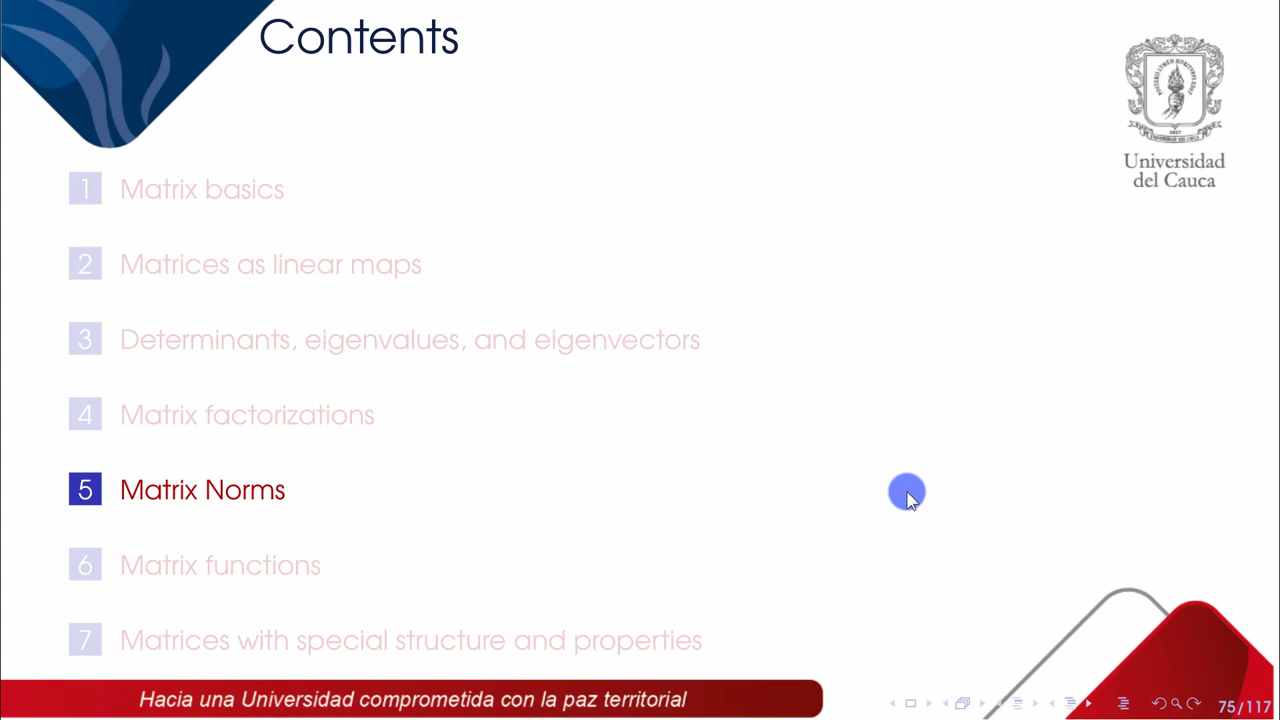 Contents
Universidad
del Cauca
1 Matrix basics
2 Matrices as linear maps
3 Determinants, eigenvalues, and eigenvectors
4 Matrix factorizations
5 Matrix Norms
6 Matrix functions
7 Matrices with special structure and properties
Hacia una Universidad comprometida con la paz territorial
75/117